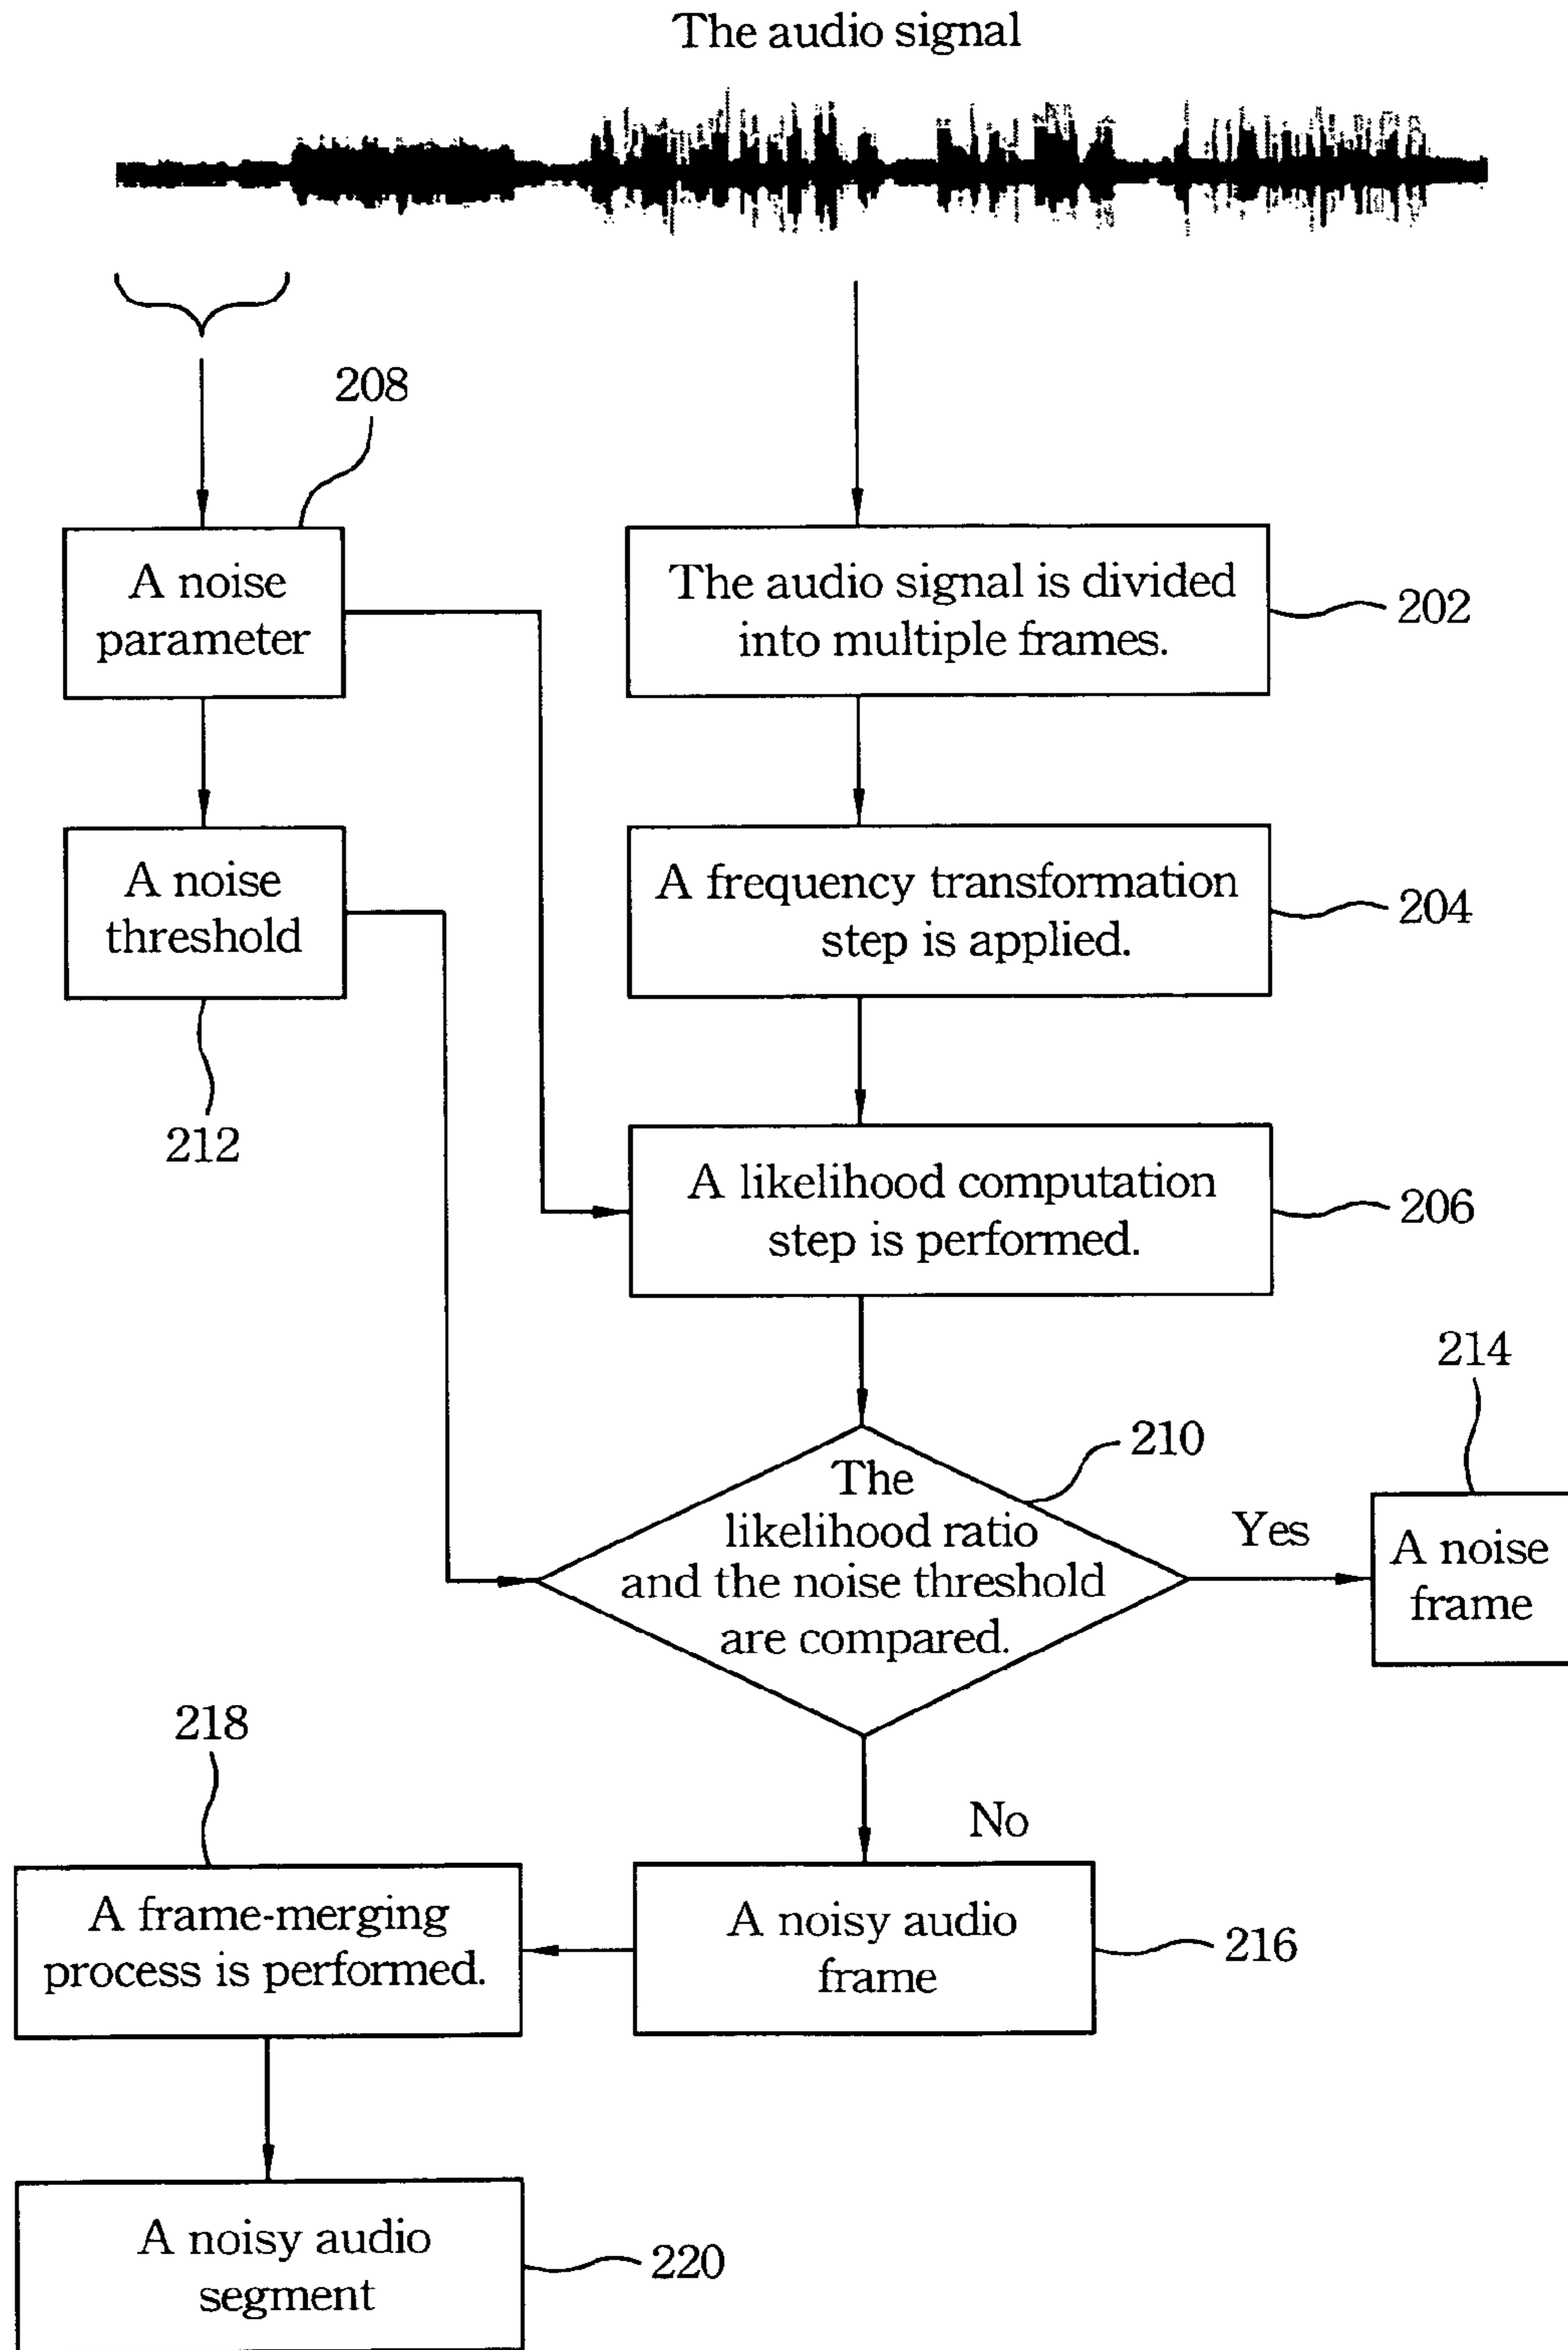 The audio signal
208
A noise
parameter
The audio signal is divided
into multiple frames.
202
A noise
threshold
212
A frequency transformation
step is applied.
204
A likelihood computation
step is performed.
206
214
210
The
likelihood ratio
and the noise threshold
are compared.
Yes
A noise
frame
218
No
A frame-merging
process is performed.
A noisy audio
frame
216
A noisy audio
segment
220